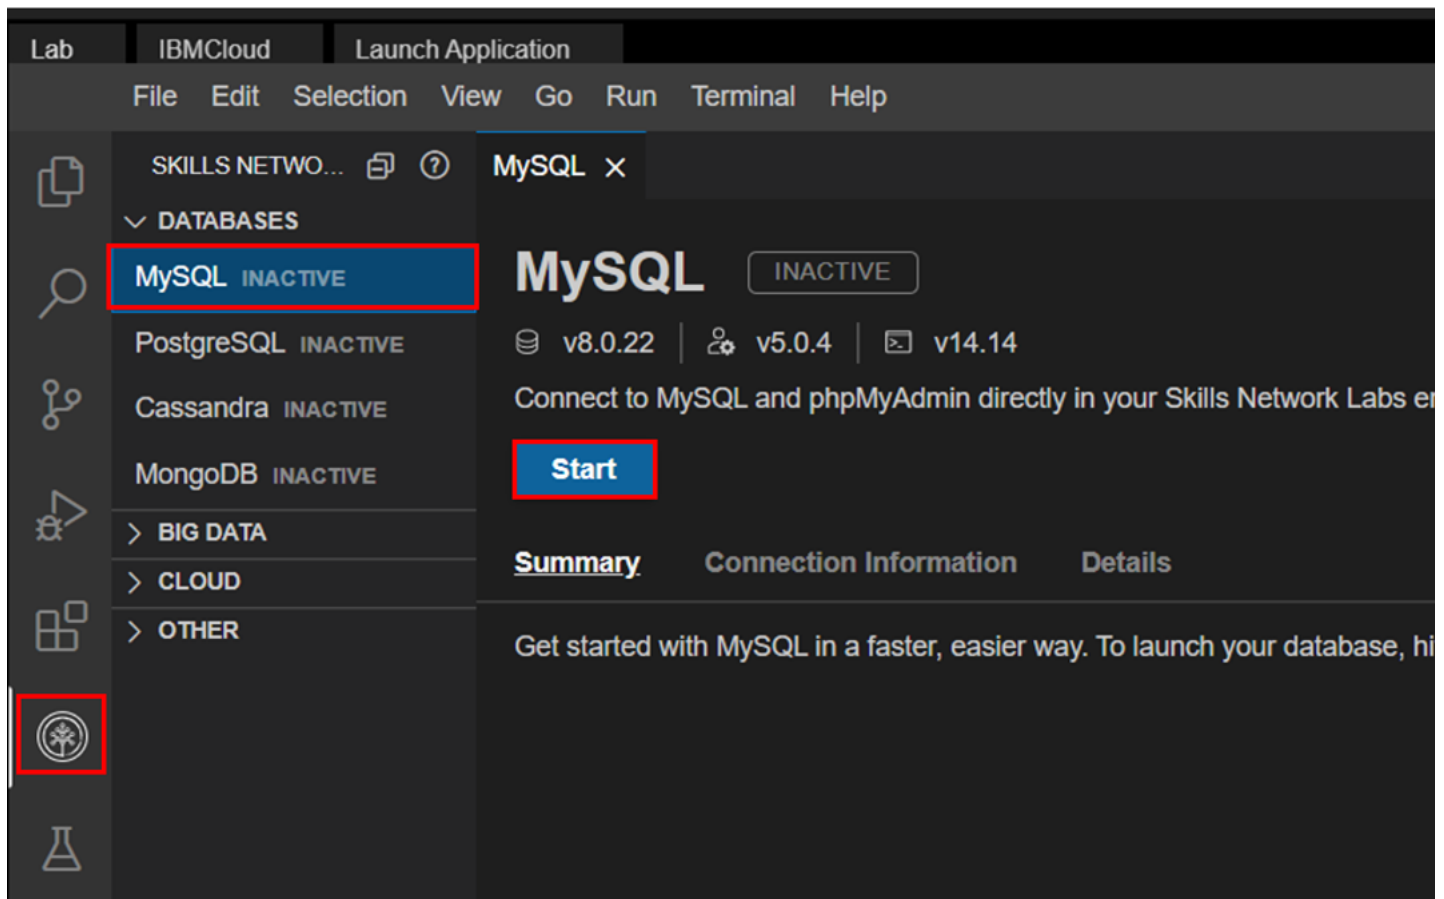 Lab IBMCloud Launch Application
File Edit Selection View Go Run Terminal Help
SKILLS NETWO...
DATABASES
MySQL INACTIVE
PostgreSQL INACTIVE
Cassandra INACTIVE
MongoDB INACTIVE
BIG DATA
CLOUD
OTHER
MySQL
MySQL INACTIVE
v8.0.22 v5.0.4 v14.14
Connect to MySQL and phpMyAdmin directly in your Skills Network Labs
Start
Summary Connection Information Details
Get started with MySQL in a faster, easier way. To launch your database,